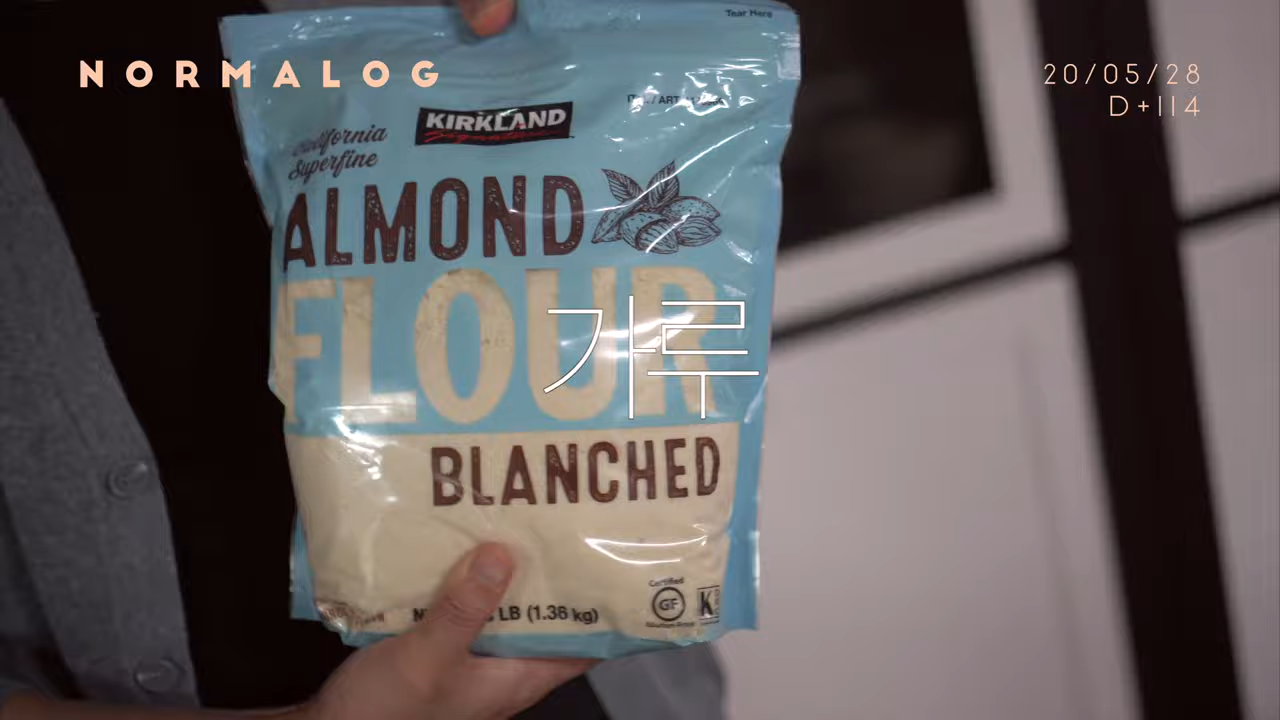 Tear Here
NORMALOG
20/05/28
D+114
KIRKLAND
Signature
California
Superfine
ALMOND
FLOUR
가루
BLANCHED
Certified
GF
LB (1.36 kg)
K